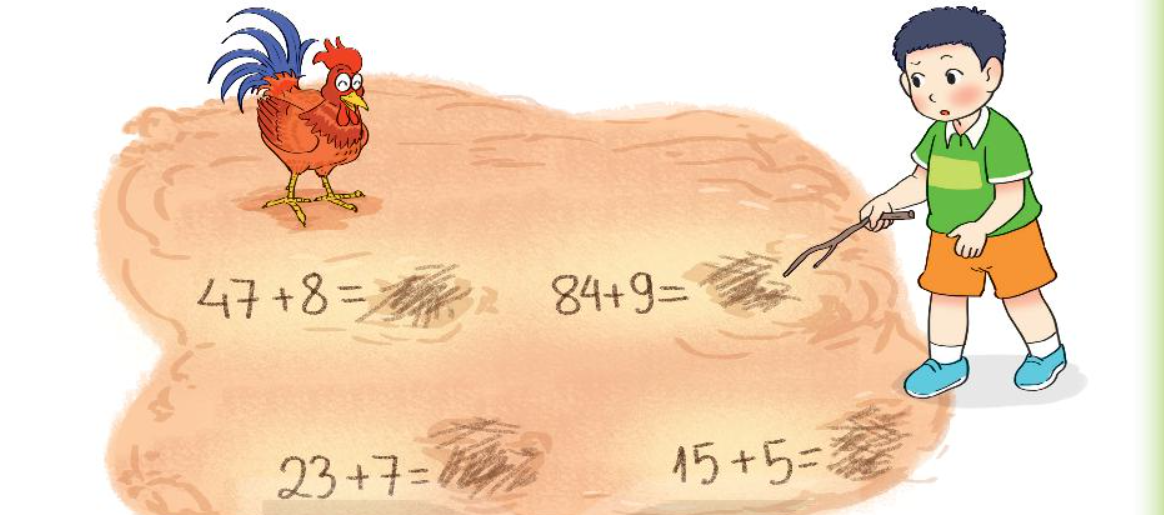 47+8=
84+9=
23+7=
15+5=